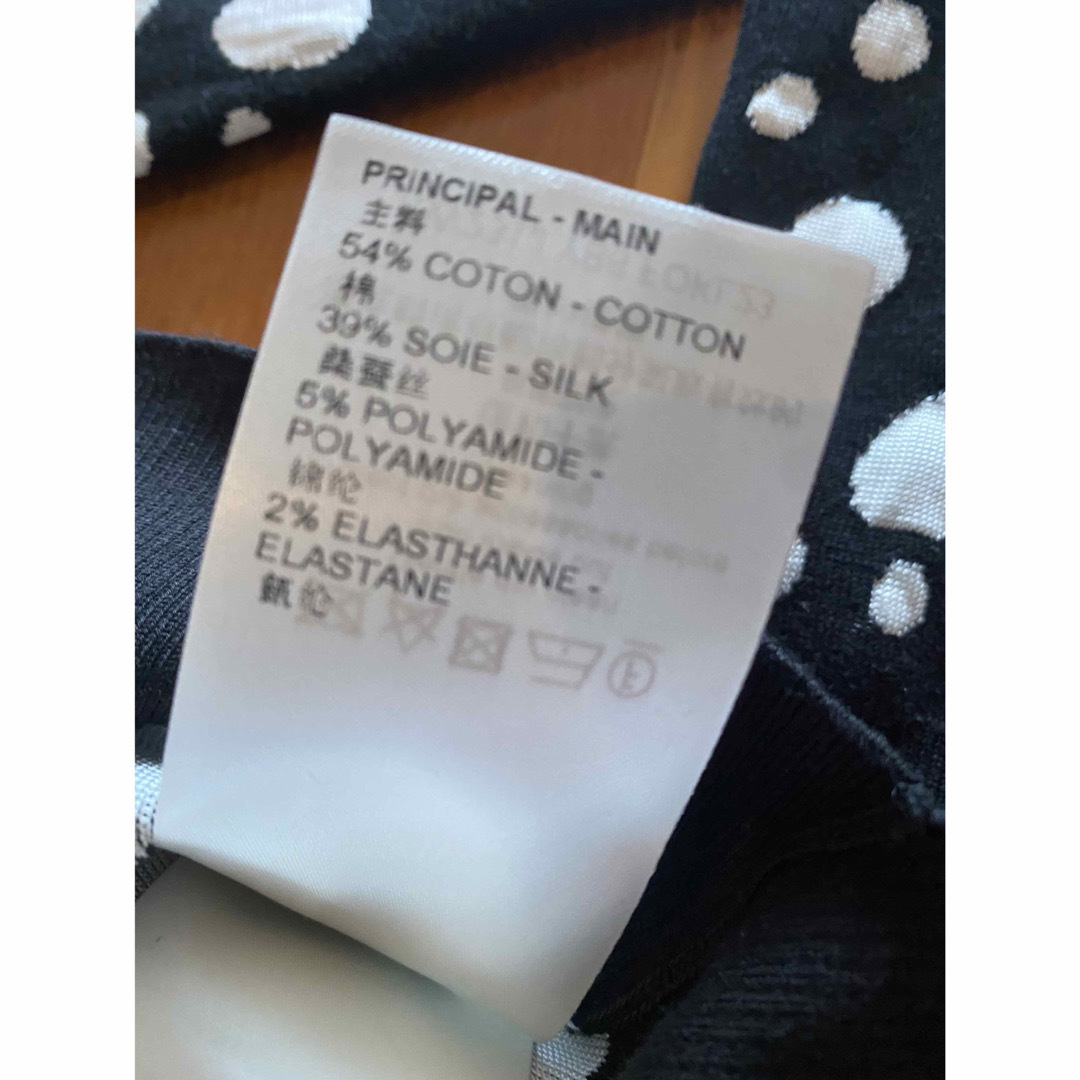 PRINCIPAL - MAIN
主料
54% COTON - COTTON
棉
39% SOIE - SILK
桑蚕丝
5% POLYAMIDE -
POLYAMIDE
锦纶
2% ELASTHANNE -
ELASTANE
氨纶